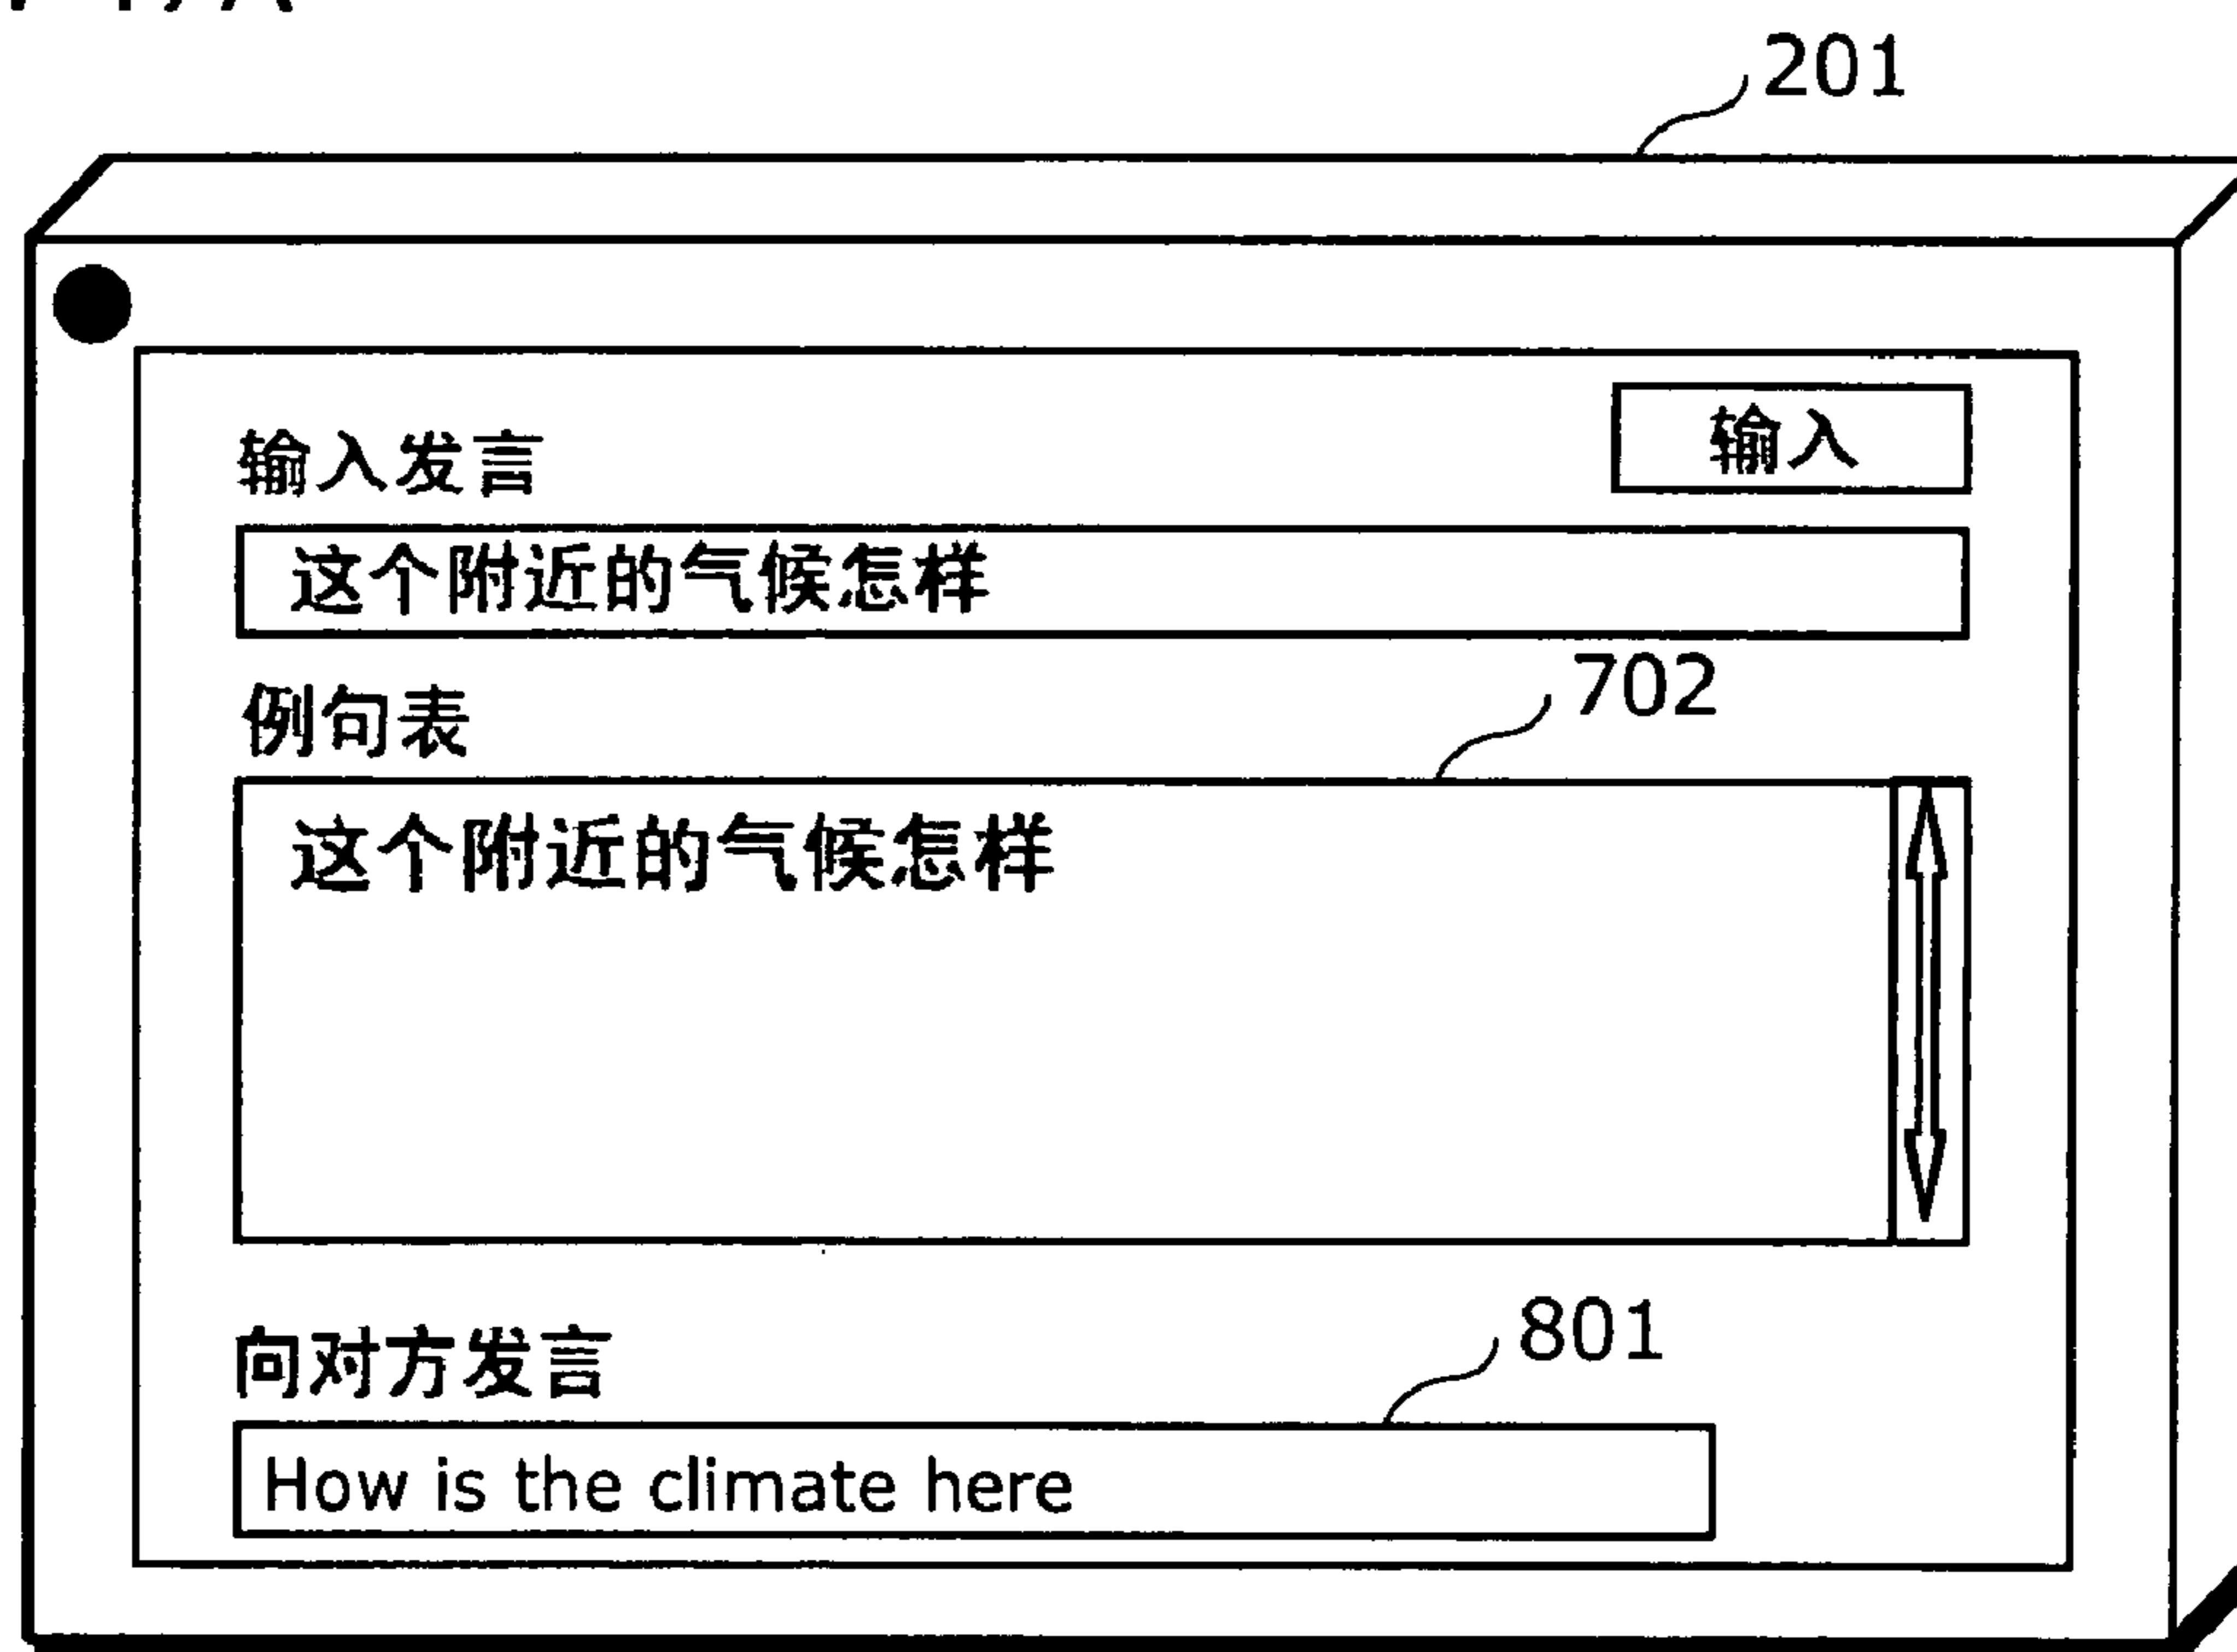 201
输入
输入发言
这个附近的气候怎样
702
例句表
这个附近的气候怎样
801
向对方发言
How is the climate here